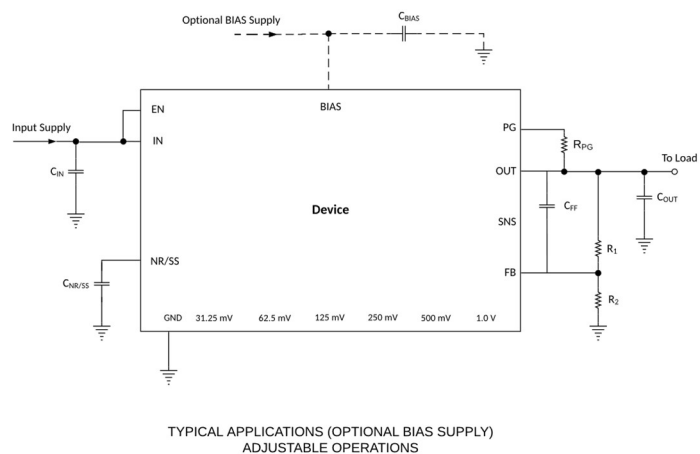 Optional BIAS Supply
CBIAS
EN
BIAS
Input Supply
IN
PG
RPG
To Load
CIN
OUT
CFF
COUT
Device
SNS
R1
NR/SS
FB
CNR/SS
R2
GND 31.25 mV 62.5 mV 125 mV 250 mV 500 mV 1.0 V
TYPICAL APPLICATIONS (OPTIONAL BIAS SUPPLY)
ADJUSTABLE OPERATIONS